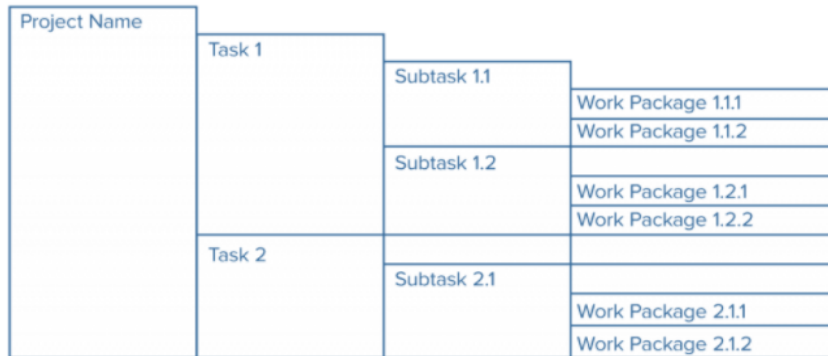 Project Name
Task 1
Subtask 1.1
Work Package 1.1.1
Work Package 1.1.2
Subtask 1.2
Work Package 1.2.1
Work Package 1.2.2
Task 2
Subtask 2.1
Work Package 2.1.1
Work Package 2.1.2